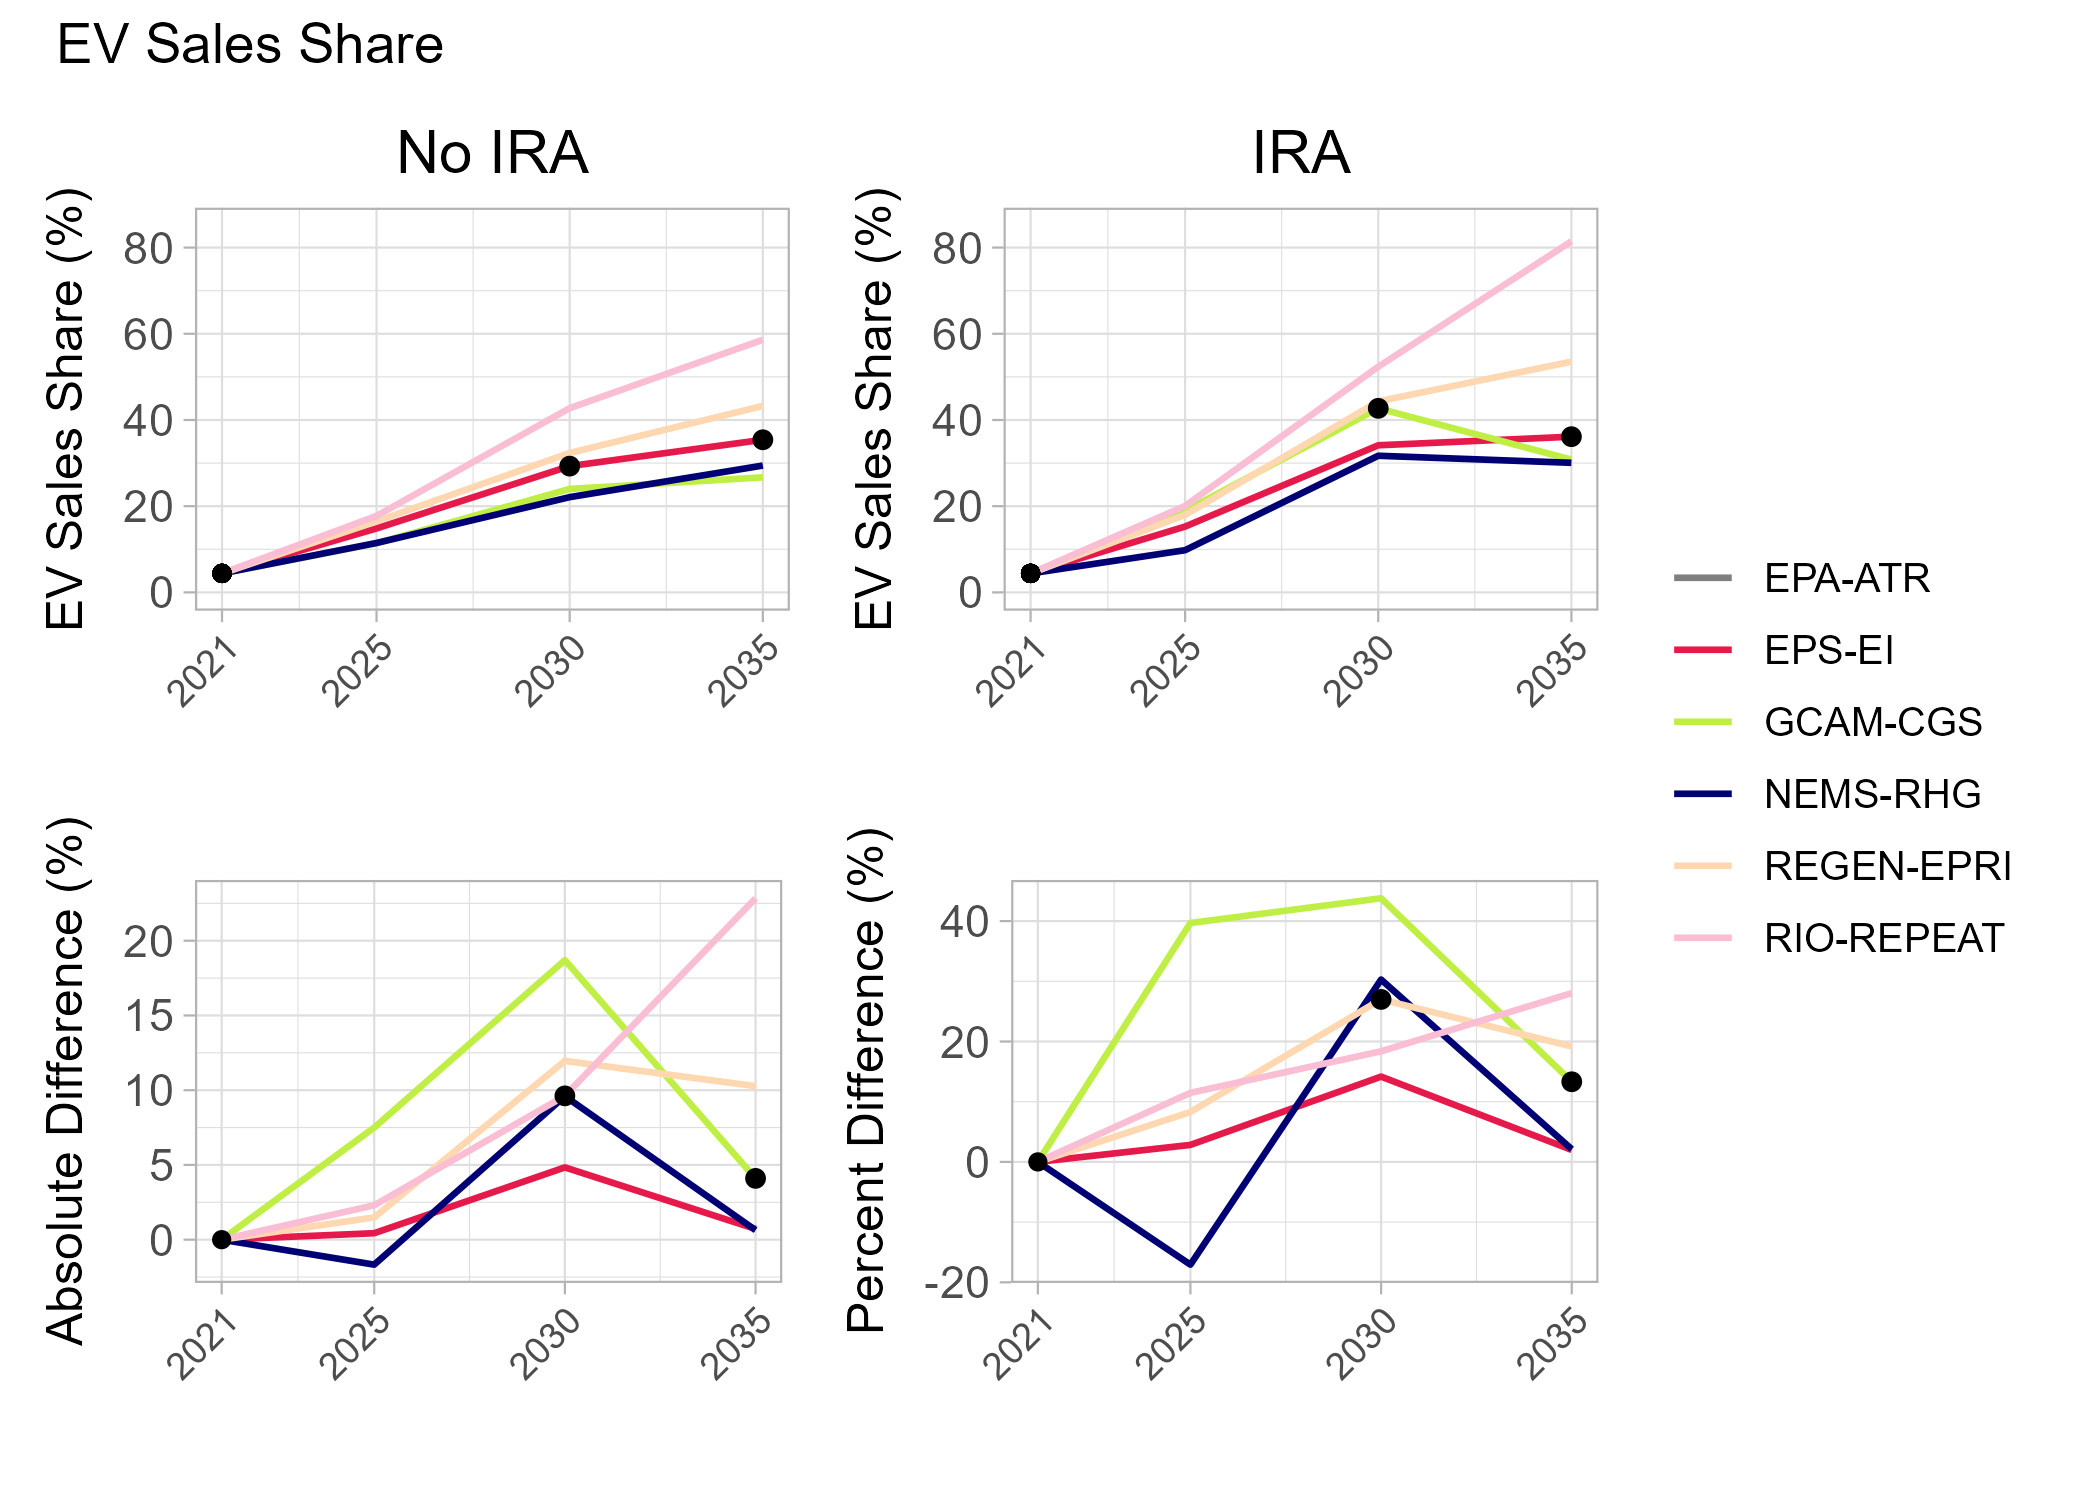 EV Sales Share
No IRA
IRA
EV Sales Share (%)
80
60
40
20
0
2021
2025
2030
2035
EV Sales Share (%)
80
60
40
20
0
2021
2025
2030
2035
Absolute Difference (%)
20
15
10
5
0
2021
2025
2030
2035
Percent Difference (%)
40
20
0
-20
2021
2025
2030
2035
EPA-ATR
EPS-EI
GCAM-CGS
NEMS-RHG
REGEN-EPRI
RIO-REPEAT